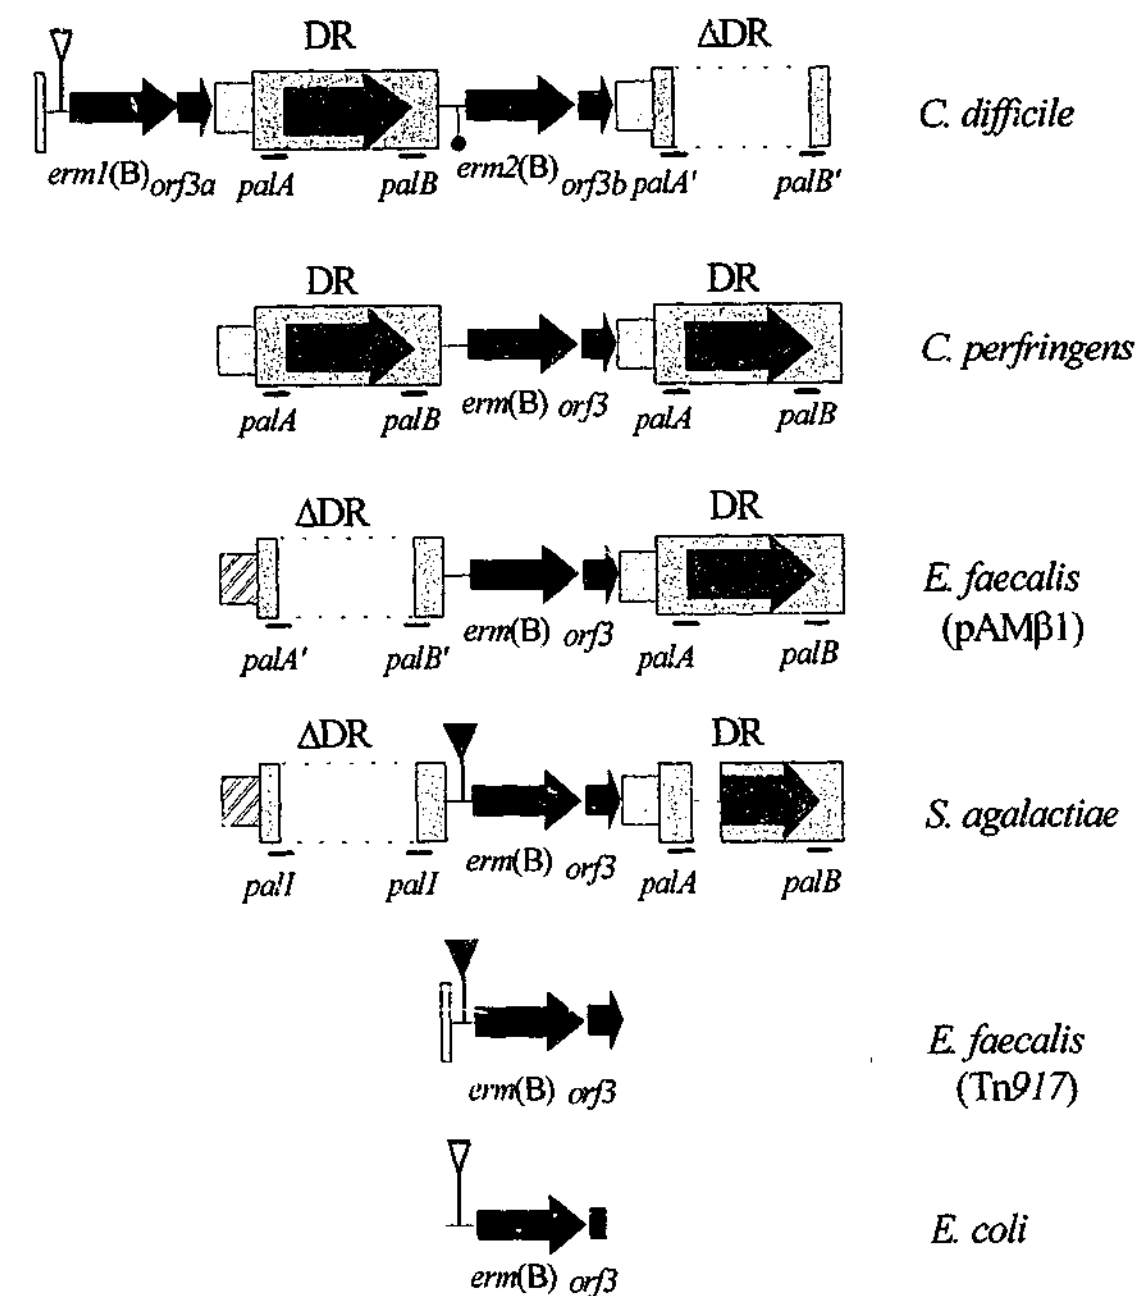 DR ΔDR
C. difficile
erm1(B) orf3a palA palB erm2(B) orf3b palA' palB'
DR DR
C. perfringens
palA palB erm(B) orf3 palA palB
ΔDR DR
E. faecalis
(pAMβ1)
palA' palB' erm(B) orf3 palA palB
ΔDR DR
S. agalactiae
palI palI erm(B) orf3 palA palB
E. faecalis
(Tn917)
erm(B) orf3
E. coli
erm(B) orf3